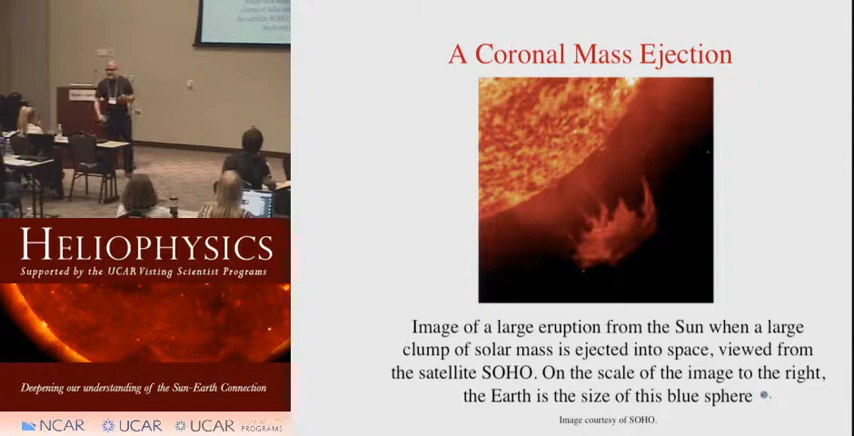 HELIOPHYSICS
Supported by the UCAR Visting Scientist Programs
Deepening our understanding of the Sun-Earth Connection
NCAR UCAR UCAR PROGRAMS
A Coronal Mass Ejection
Image of a large eruption from the Sun when a large
clump of solar mass is ejected into space, viewed from
the satellite SOHO. On the scale of the image to the right,
the Earth is the size of this blue sphere
Image courtesy of SOHO.